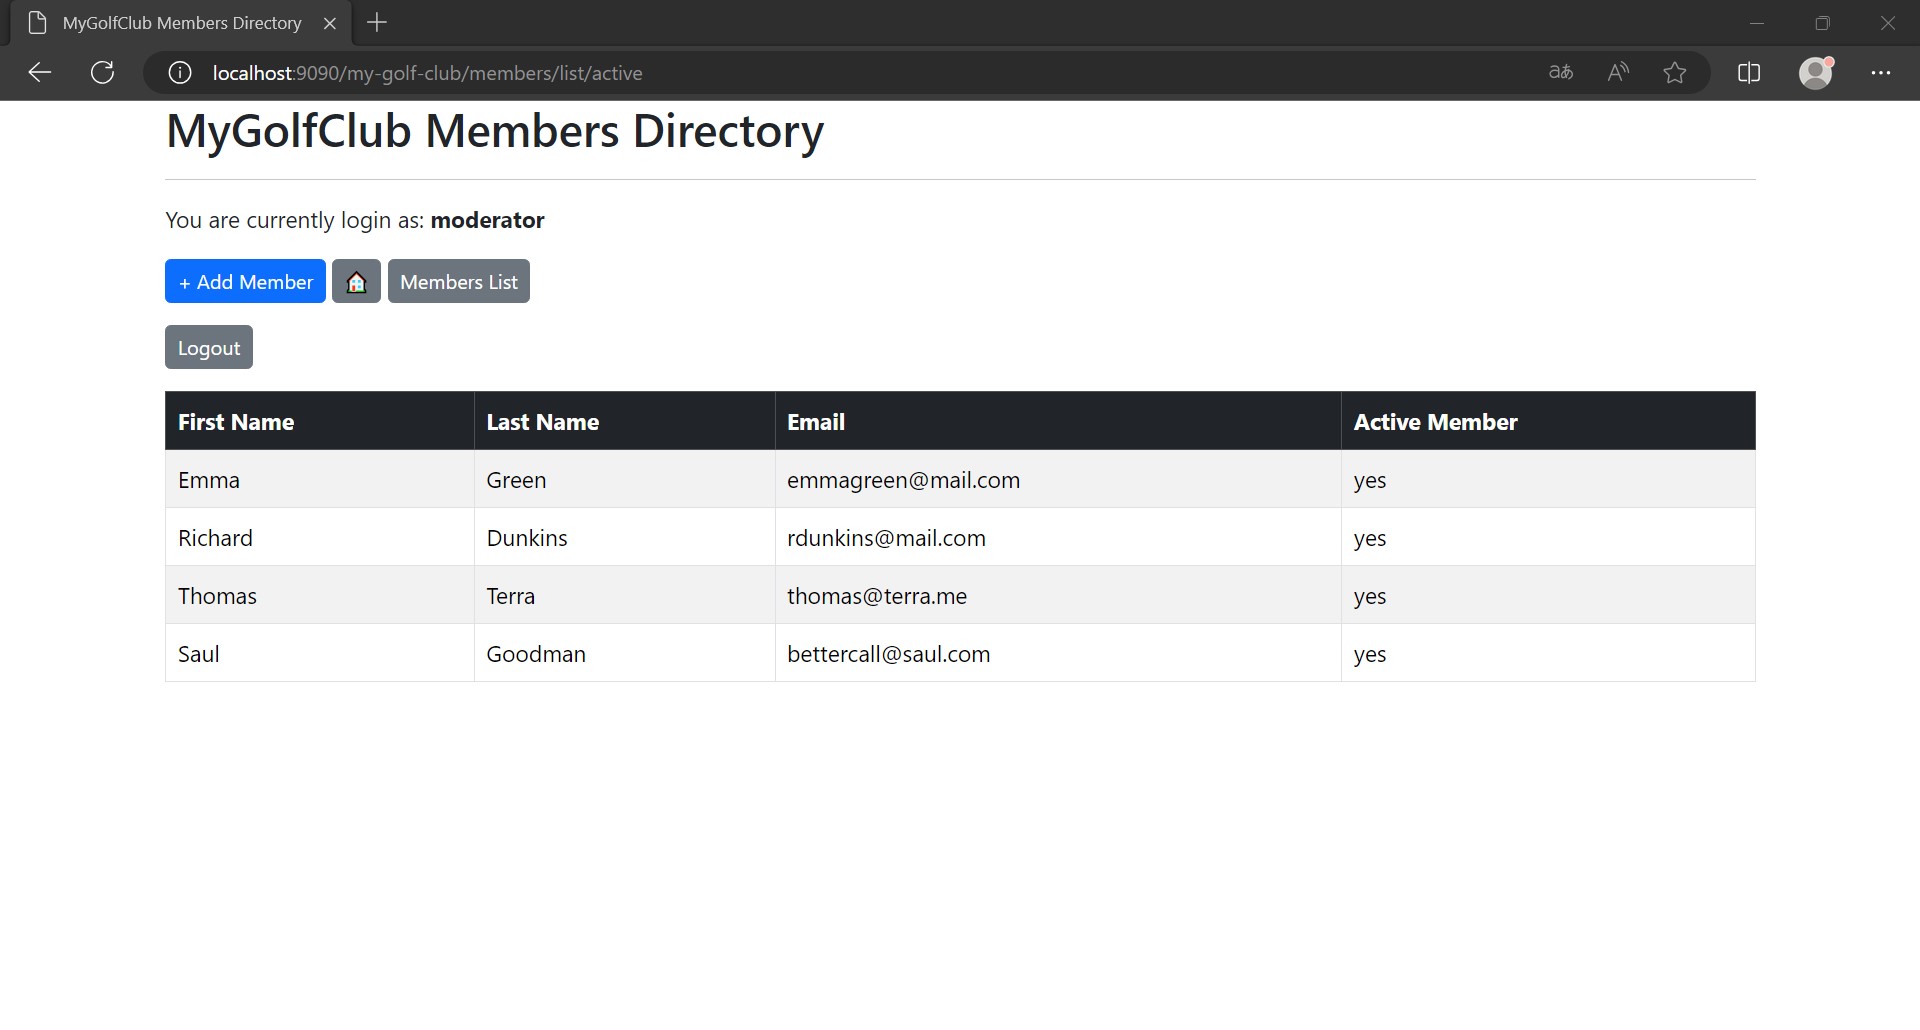 MyGolfClub Members Directory
localhost:9090/my-golf-club/members/list/active
aあ A
MyGolfClub Members Directory
You are currently login as: moderator
+ Add Member Members List
Logout
First Name Last Name Email Active Member
Emma Green emmagreen@mail.com yes
Richard Dunkins rdunkins@mail.com yes
Thomas Terra thomas@terra.me yes
Saul Goodman bettercall@saul.com yes